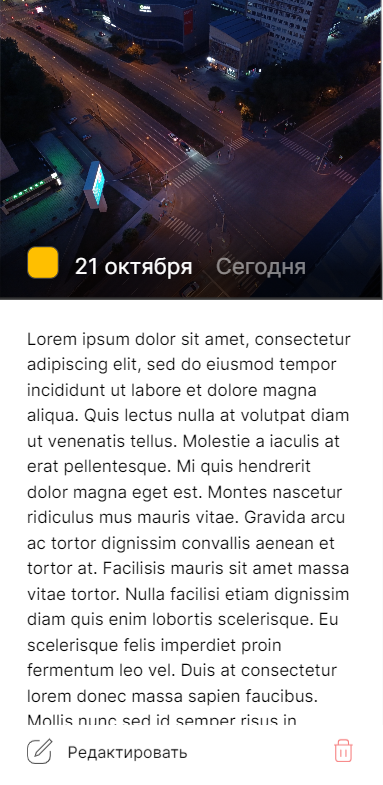 21 октября Сегодня
Lorem ipsum dolor sit amet, consectetur
adipiscing elit, sed do eiusmod tempor
incididunt ut labore et dolore magna
aliqua. Quis lectus nulla at volutpat diam
ut venenatis tellus. Molestie a iaculis at
erat pellentesque. Mi quis hendrerit
dolor magna eget est. Montes nascetur
ridiculus mus mauris vitae. Gravida arcu
ac tortor dignissim convallis aenean et
tortor at. Facilisis mauris sit amet massa
vitae tortor. Nulla facilisi etiam dignissim
diam quis enim lobortis scelerisque. Eu
scelerisque felis imperdiet proin
fermentum leo vel. Duis at consectetur
lorem donec massa sapien faucibus.
Mollis nunc sed id semper risus in
Редактировать